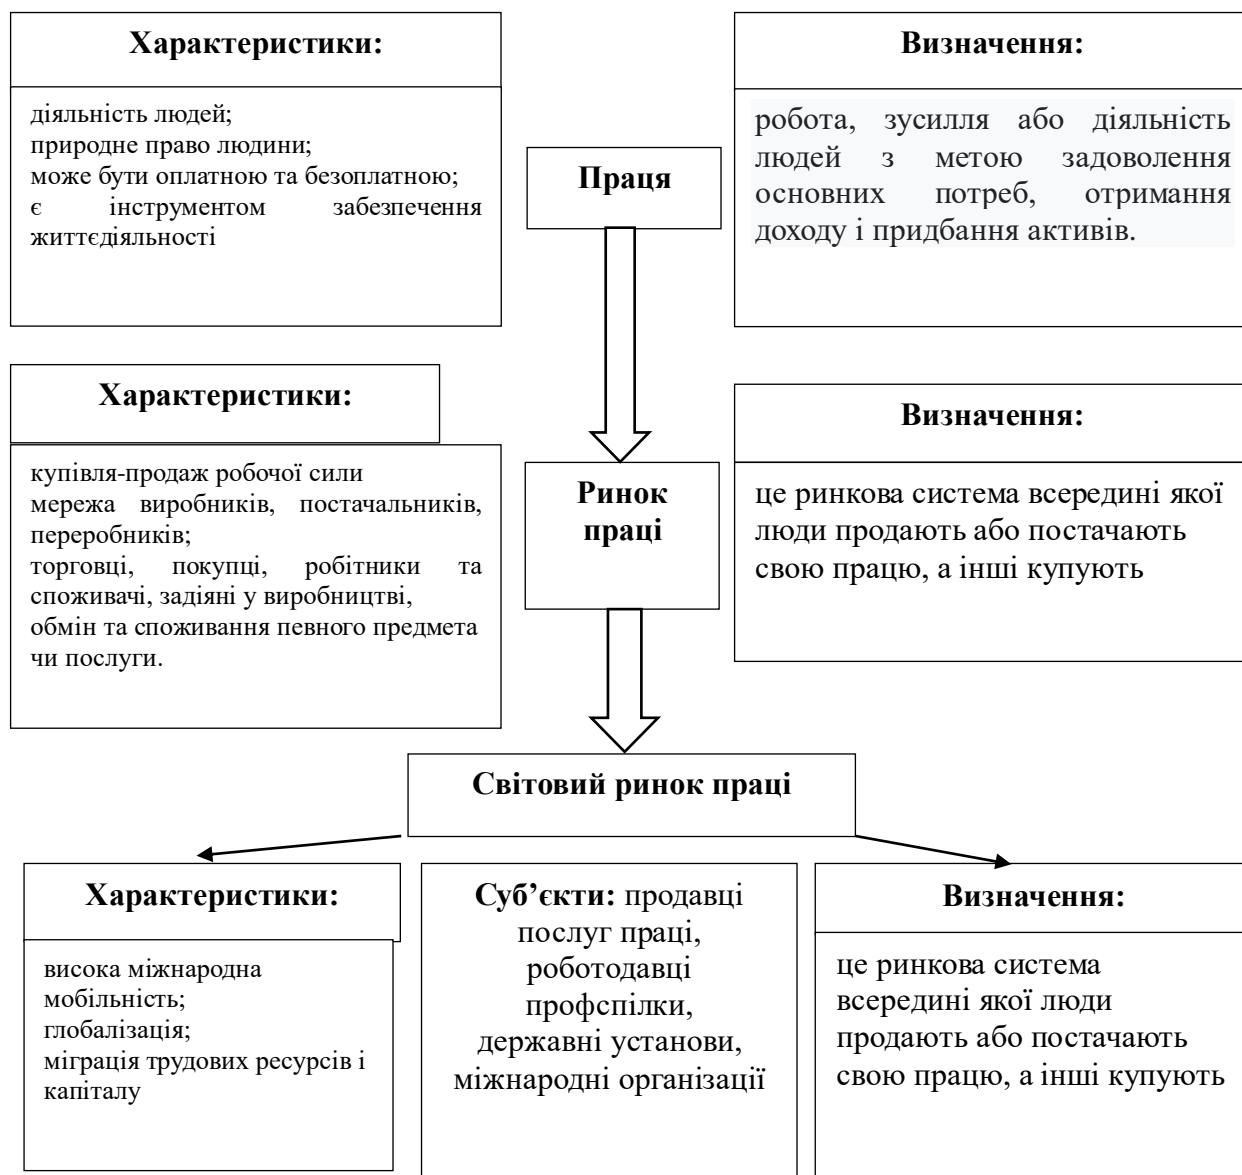 Характеристики:
діяльність людей;
природне право людини;
може бути оплатною та безоплатною;
є інструментом забезпечення
життєдіяльності
Праця
Визначення:
робота, зусилля або діяльність
людей з метою задоволення
основних потреб, отримання
доходу і придбання активів.
Характеристики:
купівля-продаж робочої сили
мережа виробників, постачальників,
переробників;
торговці, покупці, робітники та
споживачі, задіяні у виробництві,
обмін та споживання певного предмета
чи послуги.
Ринок
праці
Визначення:
це ринкова система всередині якої
люди продають або постачають
свою працю, а інші купують
Світовий ринок праці
Характеристики:
висока міжнародна
мобільність;
глобалізація;
міграція трудових ресурсів і
капіталу
Суб’єкти: продавці
послуг праці,
роботодавці
профспілки,
державні установи,
міжнародні організації
Визначення:
це ринкова система
всередині якої люди
продають або постачають
свою працю, а інші купують